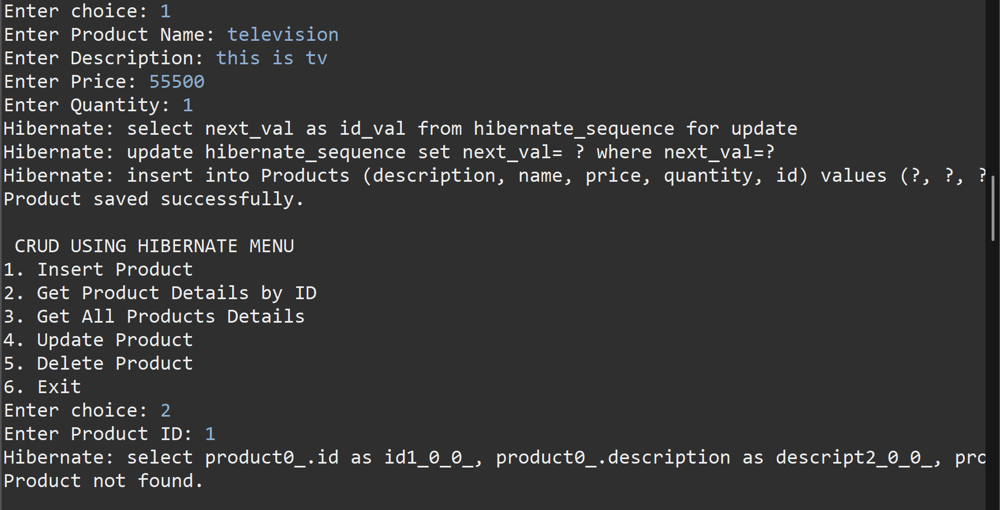 Enter choice: 1
Enter Product Name: television
Enter Description: this is tv
Enter Price: 55500
Enter Quantity: 1
Hibernate: select next_val as id_val from hibernate_sequence for update
Hibernate: update hibernate_sequence set next_val= ? where next_val=?
Hibernate: insert into Products (description, name, price, quantity, id) values (?, ?, ?
Product saved successfully.
CRUD USING HIBERNATE MENU
1. Insert Product
2. Get Product Details by ID
3. Get All Products Details
4. Update Product
5. Delete Product
6. Exit
Enter choice: 2
Enter Product ID: 1
Hibernate: select product0_.id as id1_0_0_, product0_.description as descript2_0_0_, pro
Product not found.